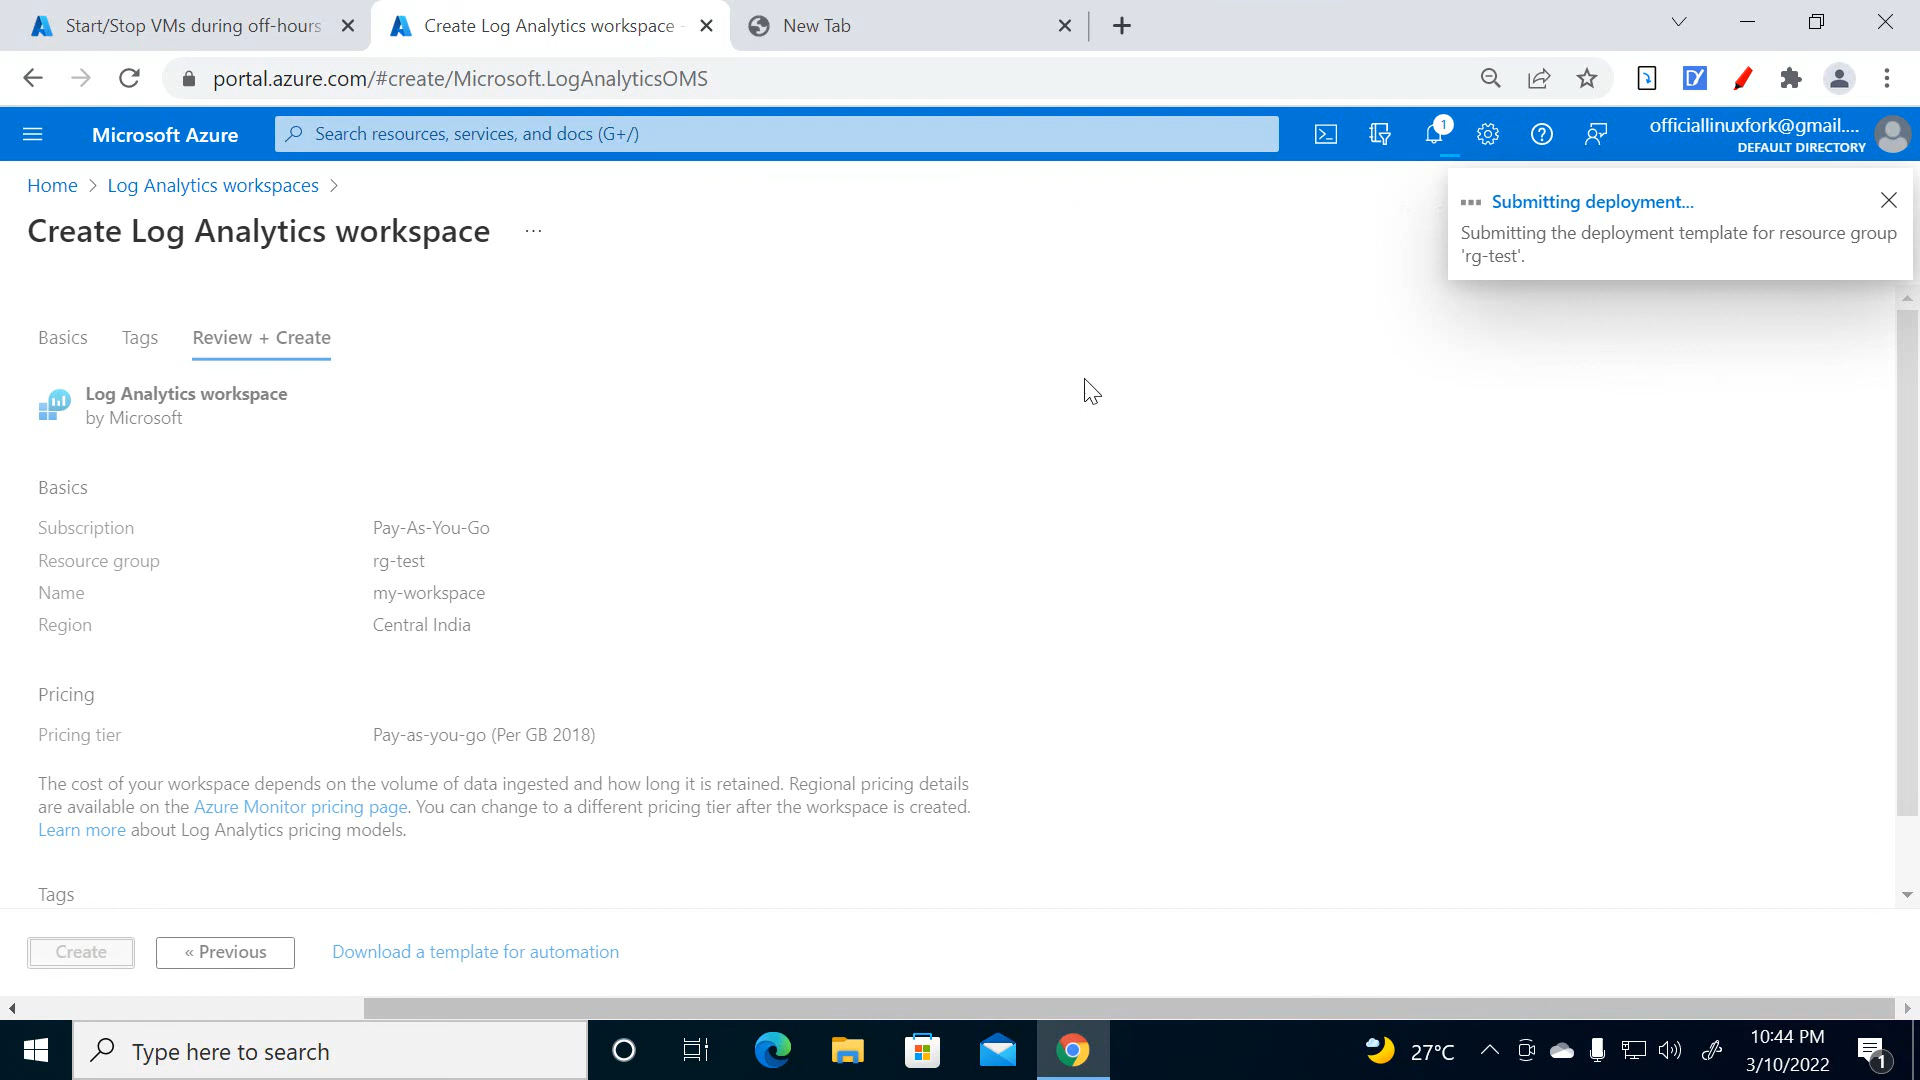 Start/Stop VMs during off-hours
Create Log Analytics workspace -
New Tab
portal.azure.com/#create/Microsoft.LogAnalyticsOMS
Microsoft Azure
Search resources, services, and docs (G+/)
1
officiallinuxfork@gmail....
DEFAULT DIRECTORY
Home > Log Analytics workspaces >
Create Log Analytics workspace ...
Submitting deployment...
Submitting the deployment template for resource group
'rg-test'.
Basics Tags Review + Create
Log Analytics workspace
by Microsoft
Basics
Subscription Pay-As-You-Go
Resource group rg-test
Name my-workspace
Region Central India
Pricing
Pricing tier Pay-as-you-go (Per GB 2018)
The cost of your workspace depends on the volume of data ingested and how long it is retained. Regional pricing details
are available on the Azure Monitor pricing page. You can change to a different pricing tier after the workspace is created.
Learn more about Log Analytics pricing models.
Tags
Create « Previous Download a template for automation
Type here to search
27°C
10:44 PM
3/10/2022
1